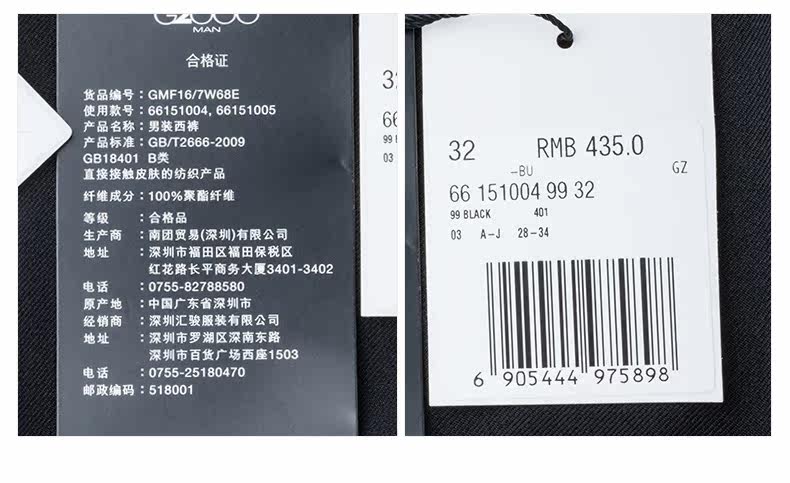 G2000
MAN
合格证
货品编号：GMF16/7W68E
使用款号：66151004, 66151005
产品名称：男装西裤
产品标准：GB/T2666-2009
GB18401 B类
直接接触皮肤的纺织产品
纤维成分：100%聚酯纤维
等级：合格品
生产商：南团贸易(深圳)有限公司
地址：深圳市福田区福田保税区
红花路长平商务大厦3401-3402
电话：0755-82788580
原产地：中国广东省深圳市
经销商：深圳汇骏服装有限公司
地址：深圳市罗湖区深南东路
深圳市百货广场西座1503
电话：0755-25180470
邮政编码：518001
32
66
99
03
32 RMB 435.0
-BU GZ
66 151004 99 32
99 BLACK 401
03 A-J 28-34
6 905444 975898